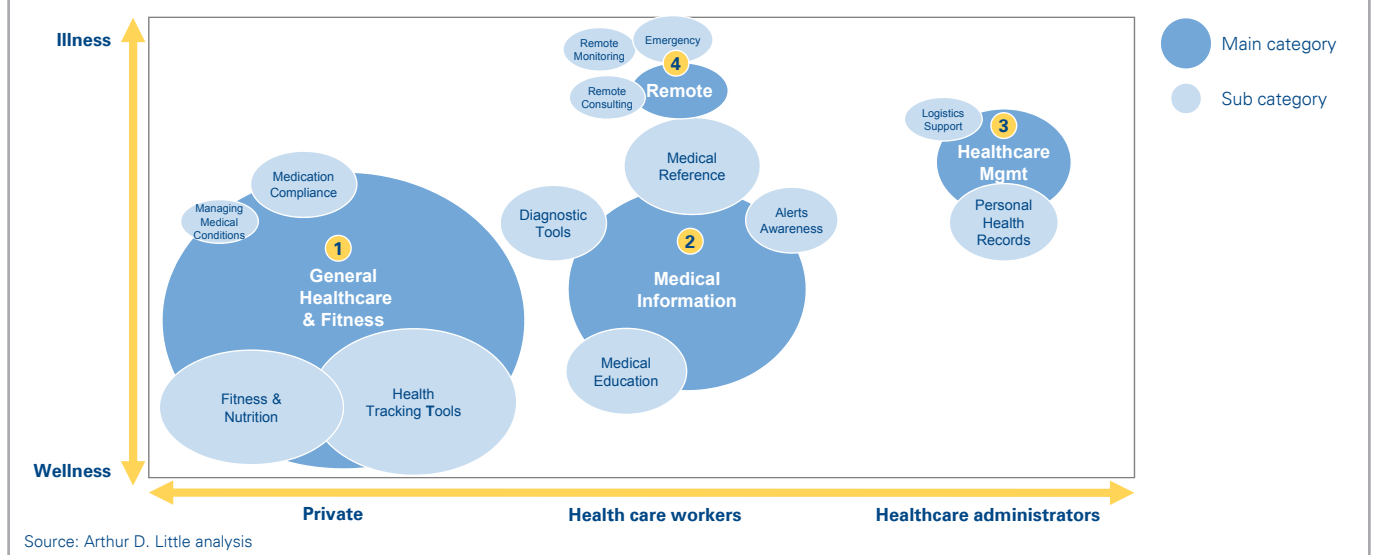 Illness
Wellness
Remote
Monitoring
Emergency
4
Remote
Remote
Consulting
Medical
Reference
Diagnostic
Tools
Alerts
Awareness
2
Medical
Information
Medical
Education
Logistics
Support
3
Healthcare
Mgmt
Personal
Health
Records
Medication
Compliance
Managing
Medical
Conditions
1
General
Healthcare
& Fitness
Fitness &
Nutrition
Health
Tracking Tools
Main category
Sub category
Private
Health care workers
Healthcare administrators
Source: Arthur D. Little analysis